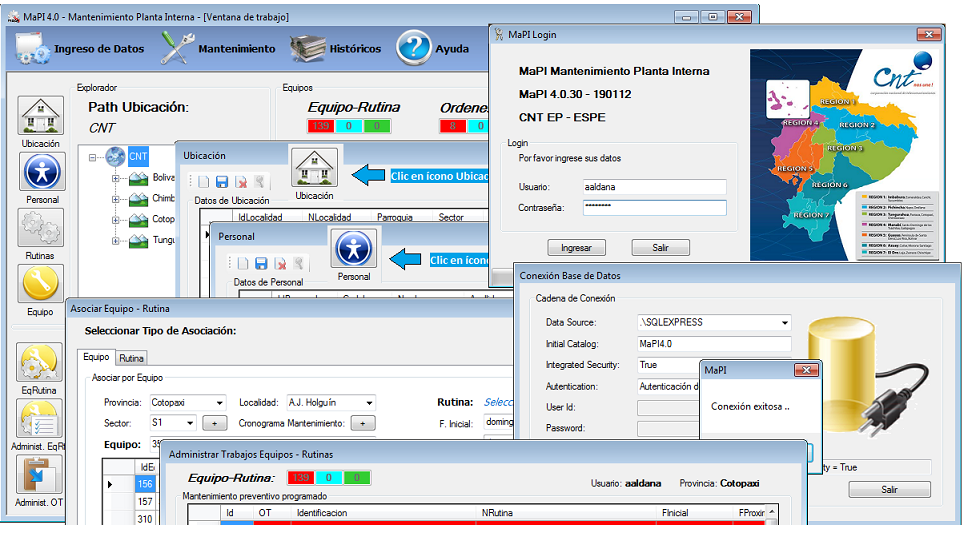 MaPI 4.0 - Mantenimiento Planta Interna - [Ventana de trabajo]
Ingreso de Datos
Mantenimiento
Históricos
Ayuda
Ubicación
Personal
Rutinas
Equipo
EqRutina
Administ. EqR
Administ. OT
Explorador
Path Ubicación:
CNT
CNT
Boliva
Chimb
Cotop
Tungu
Equipos
Equipo-Rutina
Ordene
139 0 0
8 0
Ubicación
Ubicación
Clic en ícono Ubicac
Datos de Ubicación
IdLocalidad NLocalidad Parroquia Sector
Personal
Personal
Clic en ícon
Datos de Personal
MaPI Login
MaPI Mantenimiento Planta Interna
MaPI 4.0.30 - 190112
CNT EP - ESPE
Login
Por favor ingrese sus datos
Usuario: aaldana
Contraseña: ********
Ingresar
Salir
Cnt
REGION 1
REGION 2
REGION 3
REGION 4
REGION 5
REGION 6
REGION 7
Asociar Equipo - Rutina
Seleccionar Tipo de Asociación:
Equipo Rutina
Asociar por Equipo
Provincia: Cotopaxi Localidad: A.J. Holguín Rutina: Selecc
Sector: S1 + Cronograma Mantenimiento: + F. Inicial: doming
Equipo: 35
156
157
310
Conexión Base de Datos
Cadena de Conexión
Data Source: .\SQLEXPRESS
Initial Catalog: MaPI4.0
Integrated Security: True
Autentication: Autenticación d
User Id:
Password:
ty = True
Salir
MaPI
Conexión exitosa ..
Administrar Trabajos Equipos - Rutinas
Equipo-Rutina: 139 0 0
Usuario: aaldana Provincia: Cotopaxi
Mantenimiento preventivo programado
Id OT Identificacion NRutina FInicial FProxir